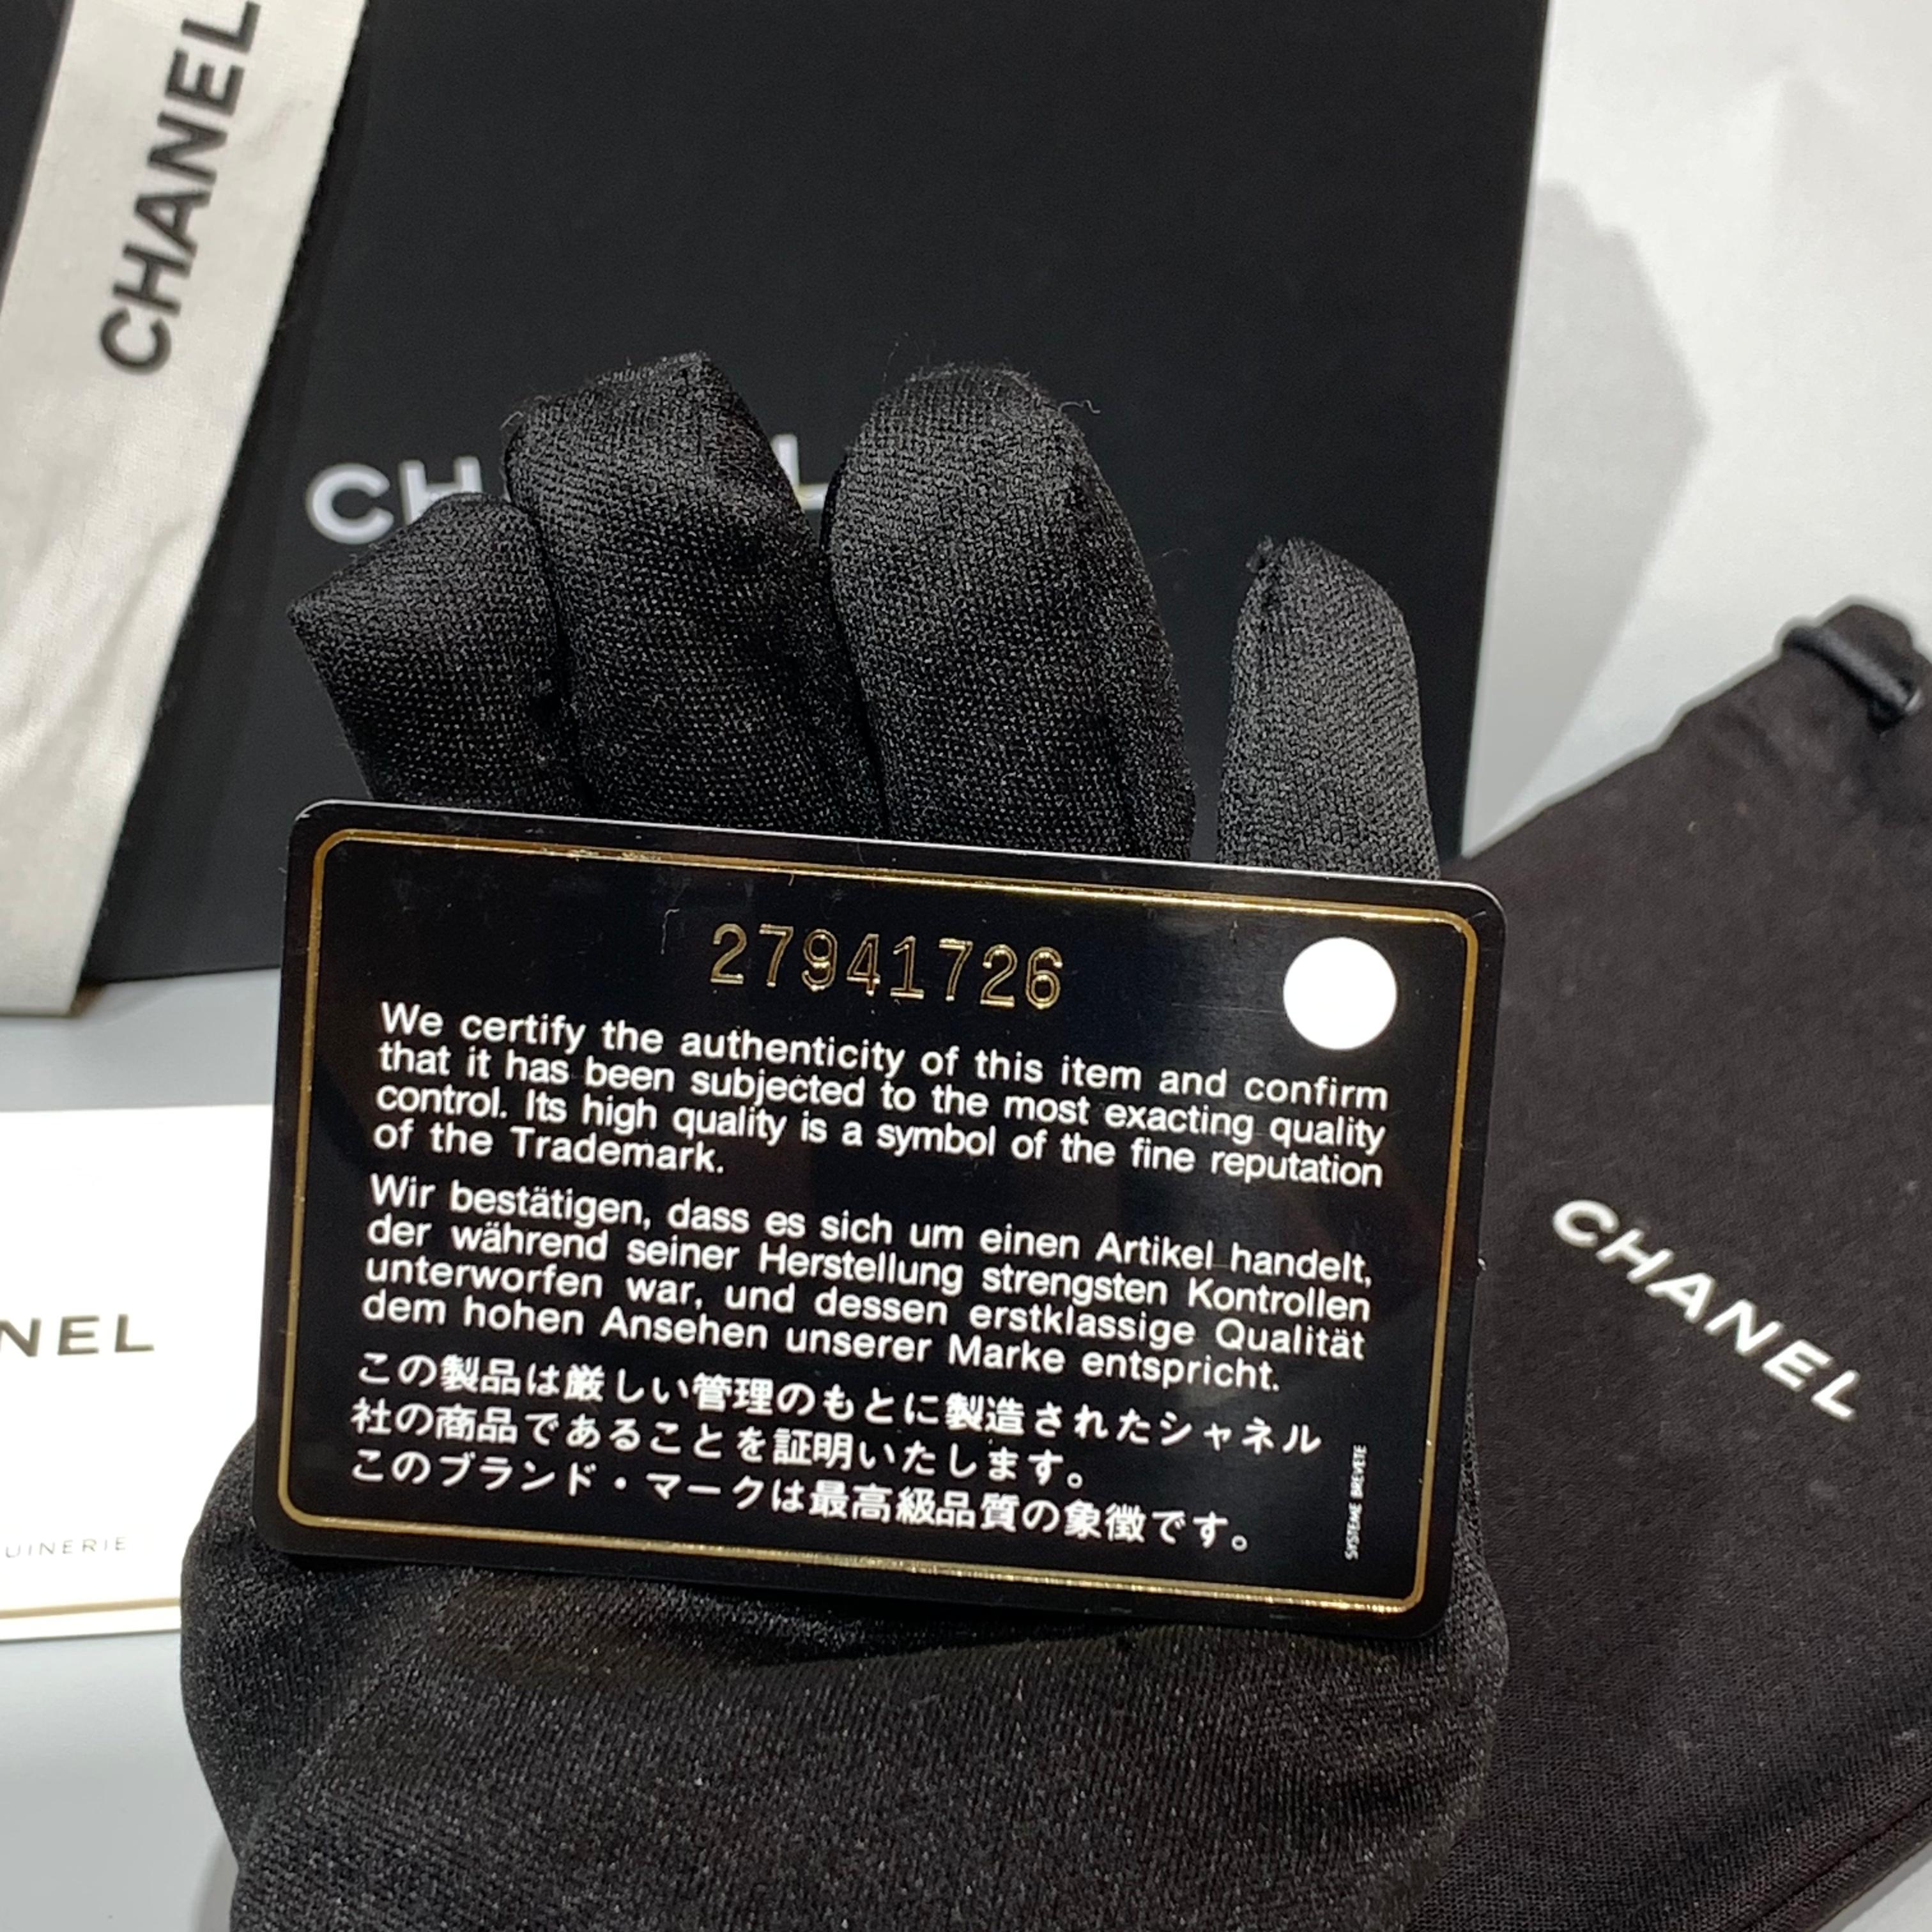 CHANEL
CH L
27941726
We certify the authenticity of this item and confirm
that it has been subjected to the most exacting quality
control. Its high quality is a symbol of the fine reputation
of the Trademark.
Wir bestätigen, dass es sich um einen Artikel handelt,
der während seiner Herstellung strengsten Kontrollen
unterworfen war, und dessen erstklassige Qualität
dem hohen Ansehen unserer Marke entspricht.
この製品は厳しい管理のもとに製造されたシャネル
社の商品であることを証明いたします。
このブランド・マークは最高級品質の象徴です。
SYSTEME BREVETE
NEL
UINERIE
CHANEL